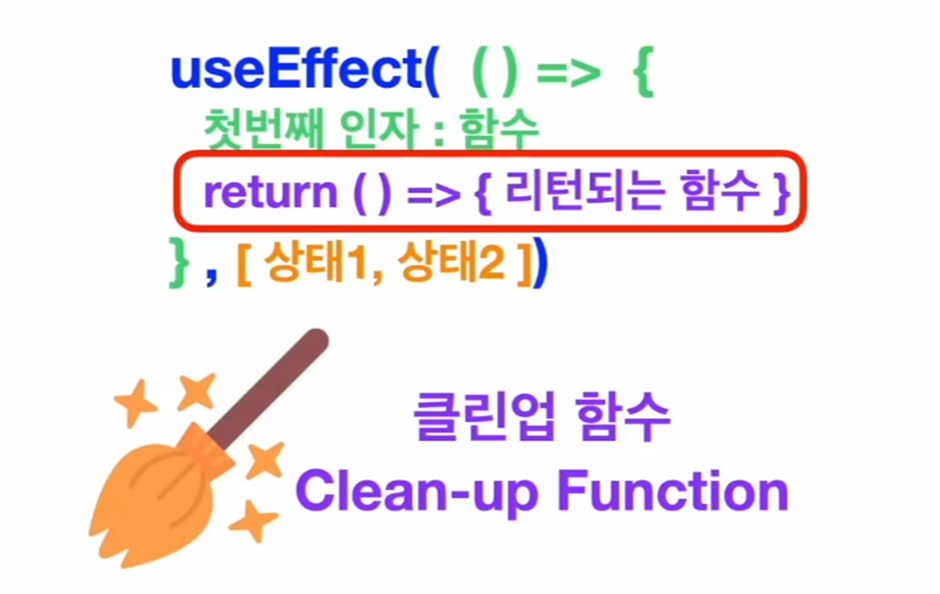 useEffect( ( ) => {
첫번째 인자 : 함수
return ( ) => { 리턴되는 함수 }
} , [ 상태1, 상태2 ])
클린업 함수
Clean-up Function